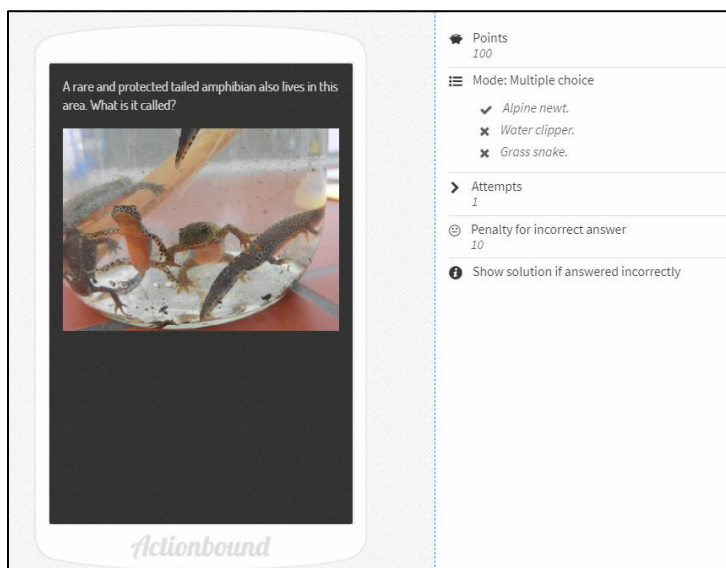 A rare and protected tailed amphibian also lives in this
area. What is it called?
Actionbound
Points
100
Mode: Multiple choice
Alpine newt.
Water clipper.
Grass snake.
Attempts
1
Penalty for incorrect answer
10
Show solution if answered incorrectly